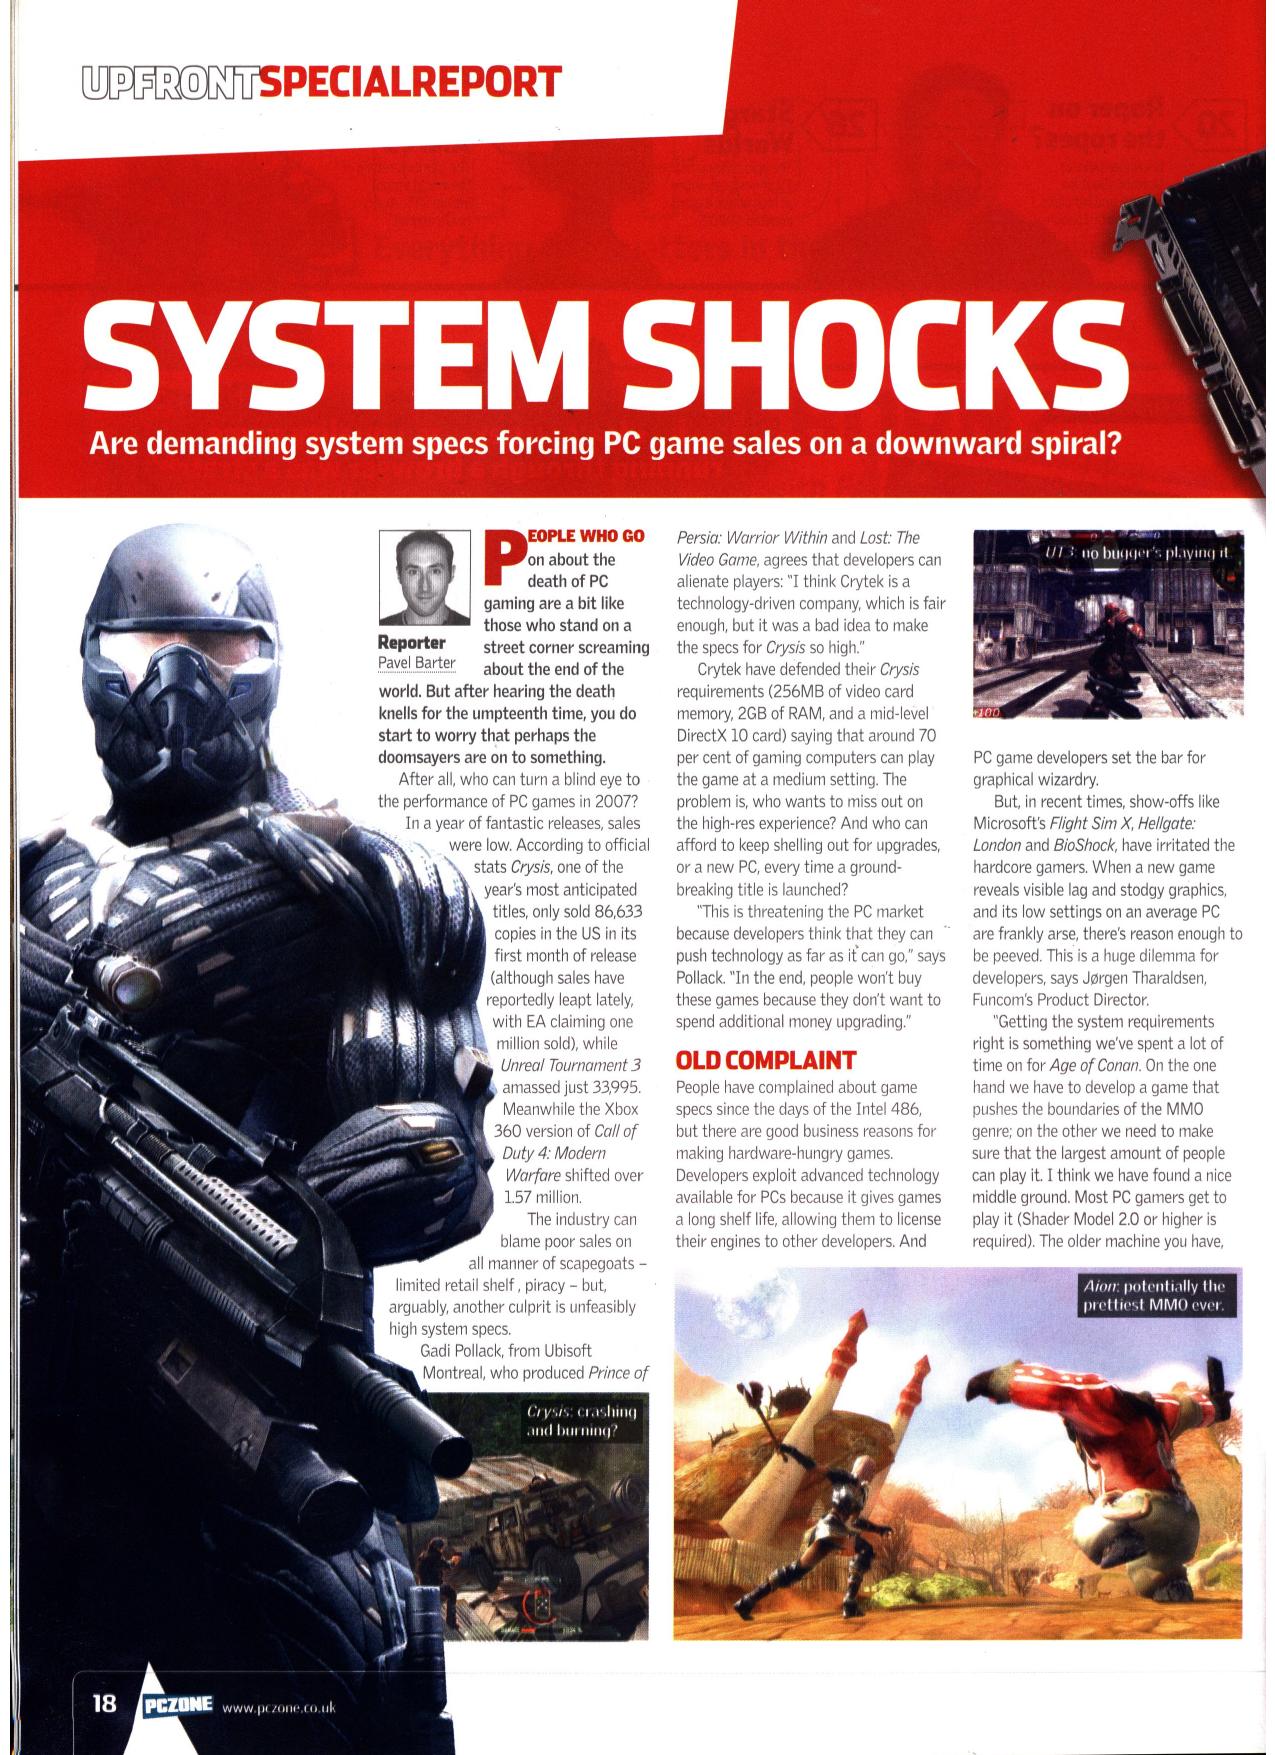 UPFRONTSPECIALREPORT
SYSTEM SHOCKS
Are demanding system specs forcing PC game sales on a downward spiral?
Reporter
Pavel Barter
PEOPLE WHO GO
on about the
death of PC
gaming are a bit like
those who stand on a
street corner screaming
about the end of the
world. But after hearing the death
knells for the umpteenth time, you do
start to worry that perhaps the
doomsayers are on to something.
After all, who can turn a blind eye to
the performance of PC games in 2007?
In a year of fantastic releases, sales
were low. According to official
stats Crysis, one of the
year's most anticipated
titles, only sold 86,633
copies in the US in its
first month of release
(although sales have
reportedly leapt lately,
with EA claiming one
million sold), while
Unreal Tournament 3
amassed just 33,995.
Meanwhile the Xbox
360 version of Call of
Duty 4: Modern
Warfare shifted over
1.57 million.
The industry can
blame poor sales on
all manner of scapegoats –
limited retail shelf , piracy – but,
arguably, another culprit is unfeasibly
high system specs.
Gadi Pollack, from Ubisoft
Montreal, who produced Prince of
Crysis: crashing
and burning?
Persia: Warrior Within and Lost: The
Video Game, agrees that developers can
alienate players: "I think Crytek is a
technology-driven company, which is fair
enough, but it was a bad idea to make
the specs for Crysis so high."
Crytek have defended their Crysis
requirements (256MB of video card
memory, 2GB of RAM, and a mid-level
DirectX 10 card) saying that around 70
per cent of gaming computers can play
the game at a medium setting. The
problem is, who wants to miss out on
the high-res experience? And who can
afford to keep shelling out for upgrades,
or a new PC, every time a ground-
breaking title is launched?
"This is threatening the PC market
because developers think that they can
push technology as far as it can go," says
Pollack. "In the end, people won't buy
these games because they don't want to
spend additional money upgrading."
OLD COMPLAINT
People have complained about game
specs since the days of the Intel 486,
but there are good business reasons for
making hardware-hungry games.
Developers exploit advanced technology
available for PCs because it gives games
a long shelf life, allowing them to license
their engines to other developers. And
UT3: no bugger's playing it.
+100
PC game developers set the bar for
graphical wizardry.
But, in recent times, show-offs like
Microsoft's Flight Sim X, Hellgate:
London and BioShock, have irritated the
hardcore gamers. When a new game
reveals visible lag and stodgy graphics,
and its low settings on an average PC
are frankly arse, there's reason enough to
be peeved. This is a huge dilemma for
developers, says Jørgen Tharaldsen,
Funcom's Product Director.
"Getting the system requirements
right is something we've spent a lot of
time on for Age of Conan. On the one
hand we have to develop a game that
pushes the boundaries of the MMO
genre; on the other we need to make
sure that the largest amount of people
can play it. I think we have found a nice
middle ground. Most PC gamers get to
play it (Shader Model 2.0 or higher is
required). The older machine you have,
Aion: potentially the
prettiest MMO ever.
18
PCZONE
www.pczone.co.uk